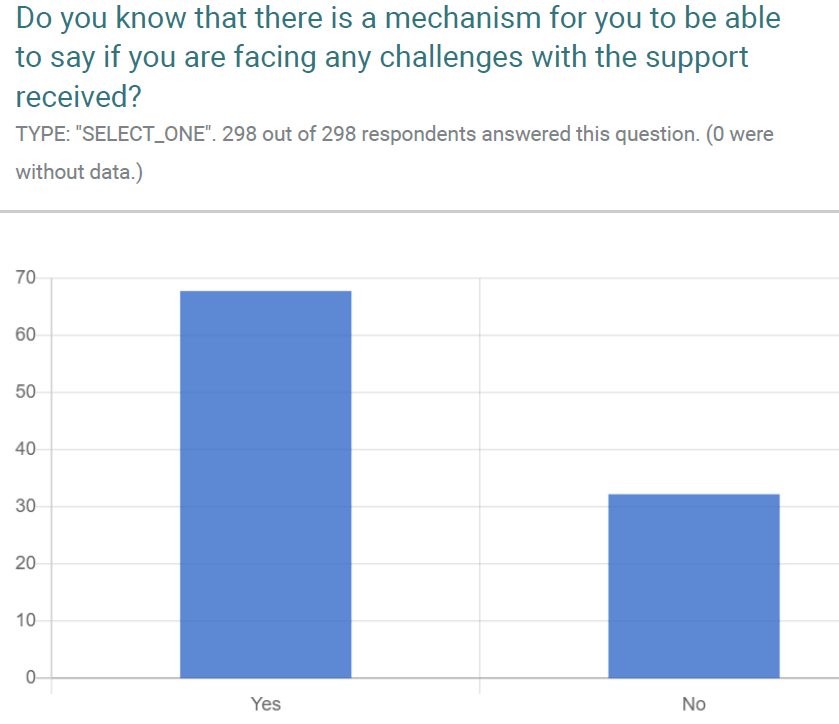 Do you know that there is a mechanism for you to be able
to say if you are facing any challenges with the support
received?
TYPE: "SELECT_ONE". 298 out of 298 respondents answered this question. (0 were
without data.)
70
60
50
40
30
20
10
0
Yes
No